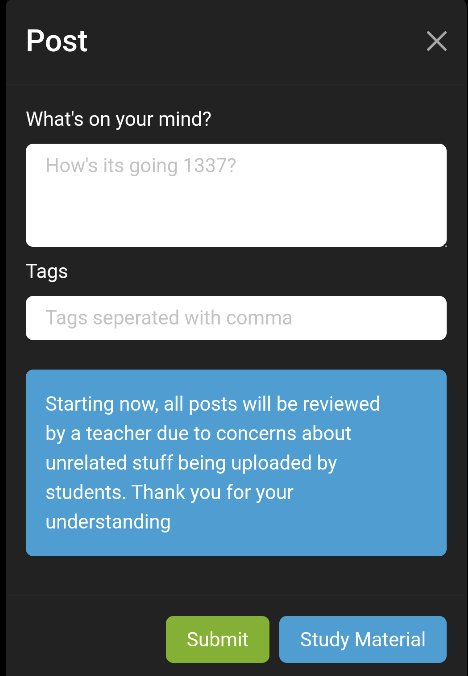 Post
What's on your mind?
How's its going 1337?
Tags
Tags seperated with comma
Starting now, all posts will be reviewed
by a teacher due to concerns about
unrelated stuff being uploaded by
students. Thank you for your
understanding
Submit
Study Material